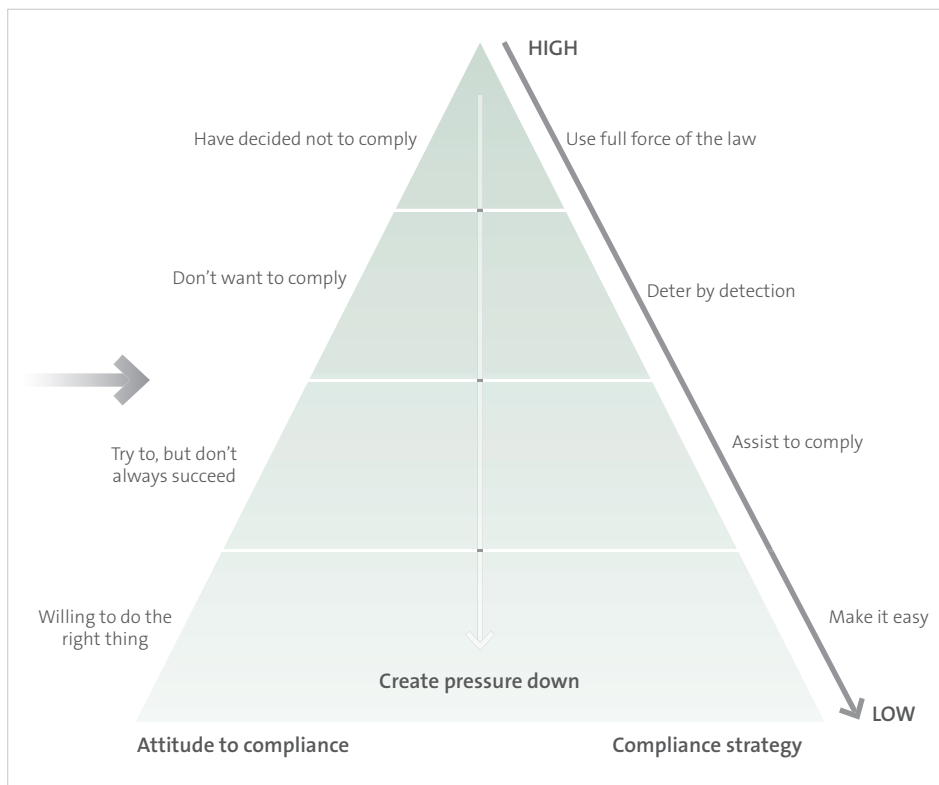 HIGH
Have decided not to comply
Use full force of the law
Don’t want to comply
Deter by detection
Assist to comply
Try to, but don’t
always succeed
Willing to do the
right thing
Make it easy
Create pressure down
LOW
Attitude to compliance
Compliance strategy